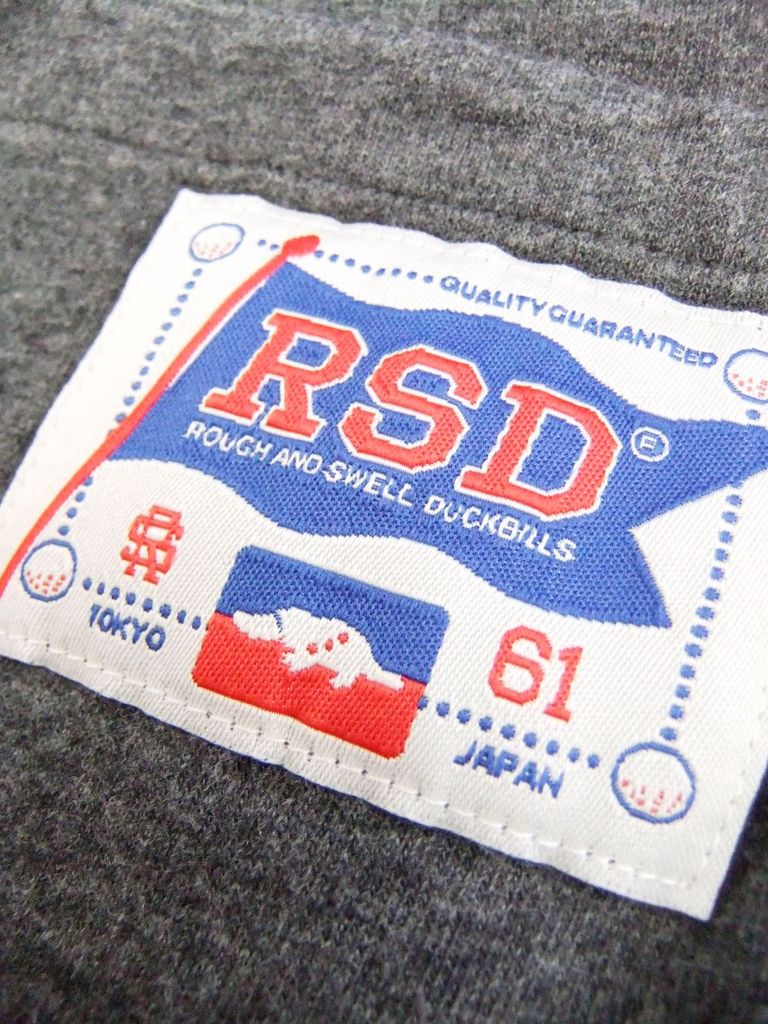 QUALITY GUARANTEED
RSD
ROUGH AND SWELL DUCKBILLS
61
TOKYO
JAPAN